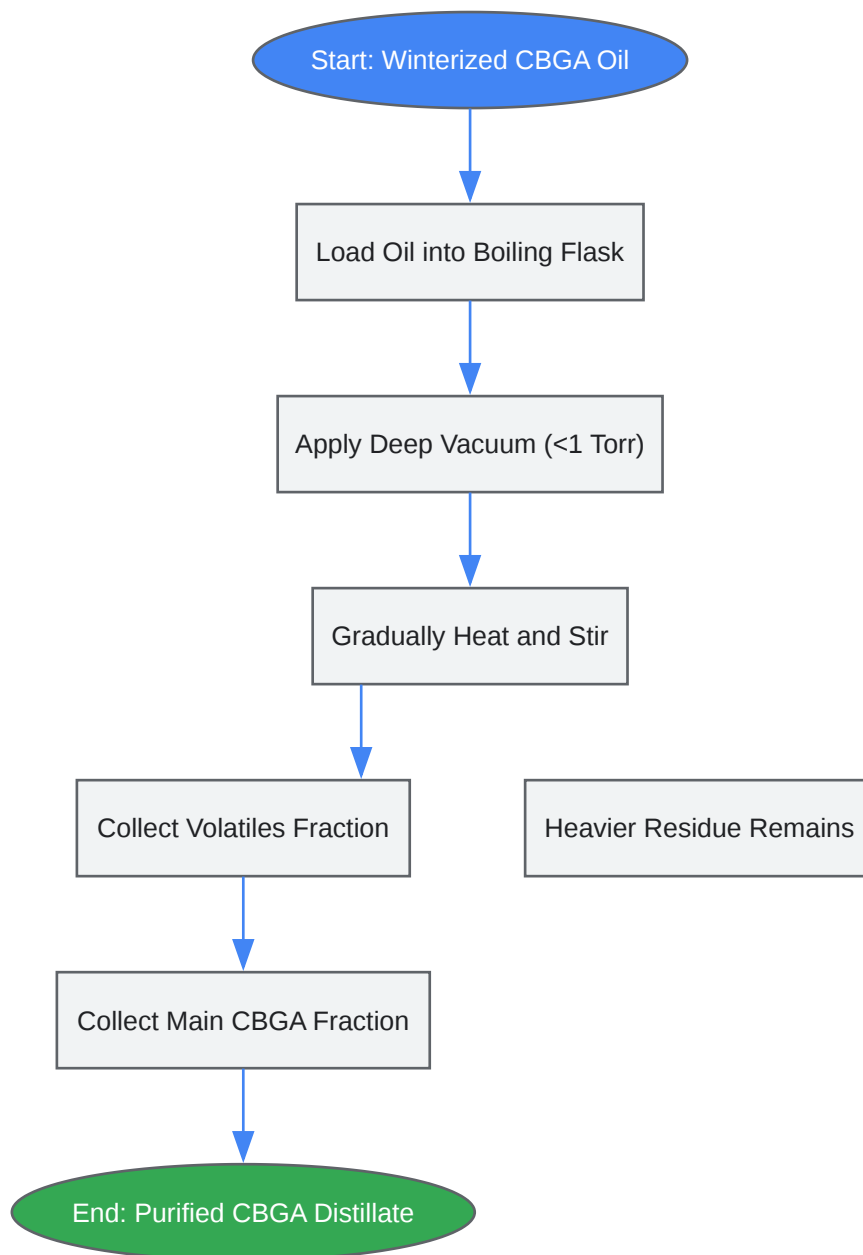 Start: Winterized CBGA Oil
Load Oil into Boiling Flask
Apply Deep Vacuum (<1 Torr)
Gradually Heat and Stir
Collect Volatiles Fraction
Heavier Residue Remains
Collect Main CBGA Fraction
End: Purified CBGA Distillate